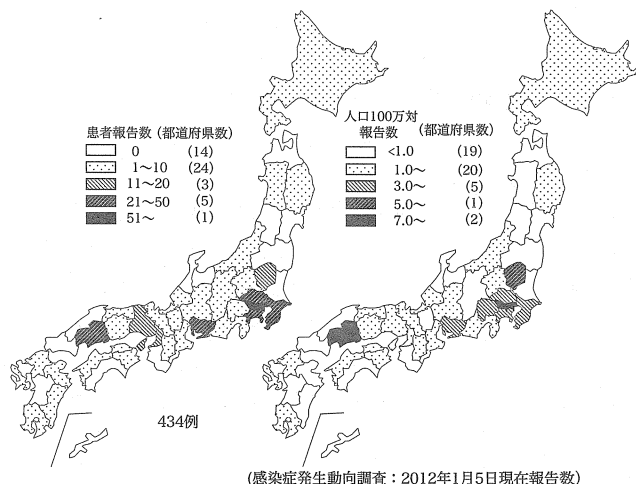 患者報告数 (都道府県数)
0 (14)
1〜10 (24)
11〜20 (3)
21〜50 (5)
51〜 (1)
434例
人口100万対
報告数 (都道府県数)
<1.0 (19)
1.0〜 (20)
3.0〜 (5)
5.0〜 (1)
7.0〜 (2)
(感染症発生動向調査：2012年1月5日現在報告数)